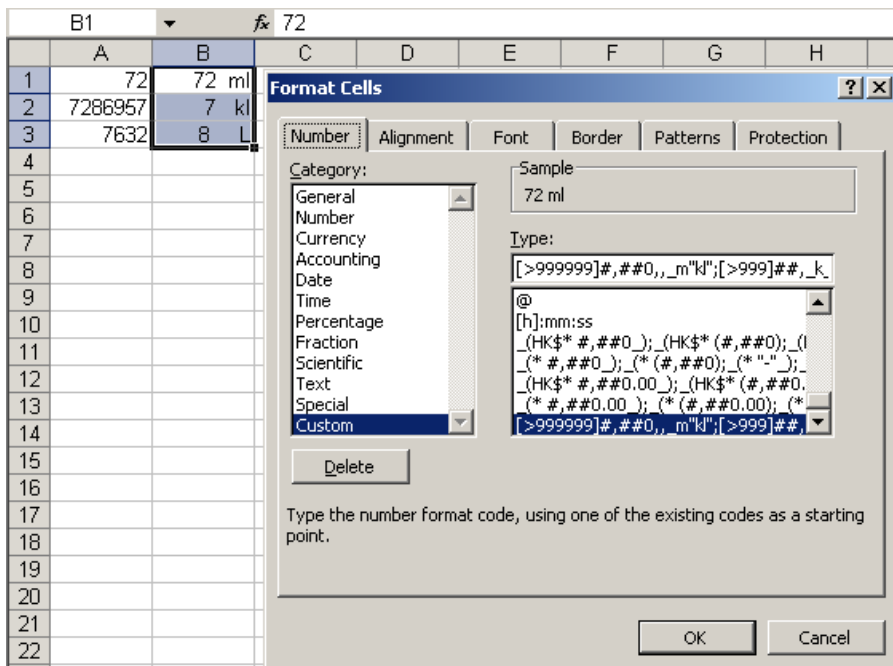 B1 fx 72
A B C D E F G H
1 72 72 ml
2 7286957 7 kl
3 7632 8 L
4
5
6
7
8
9
10
11
12
13
14
15
16
17
18
19
20
21
22
Format Cells ? X
Number Alignment Font Border Patterns Protection
Category:
General
Number
Currency
Accounting
Date
Time
Percentage
Fraction
Scientific
Text
Special
Custom
Sample
72 ml
Type:
[>999999]#,##0,,_m"kl";[>999]##,_k_
@
[h]:mm:ss
_(HK$* #,##0_);_(HK$* (#,##0);_(
_(* #,##0_);_(* (#,##0);_(* "-"_);_
_(HK$* #,##0.00_);_(HK$* (#,##0.
_(* #,##0.00_);_(* (#,##0.00);_(*
[>999999]#,##0,,_m"kl";[>999]##,
Delete
Type the number format code, using one of the existing codes as a starting
point.
OK Cancel